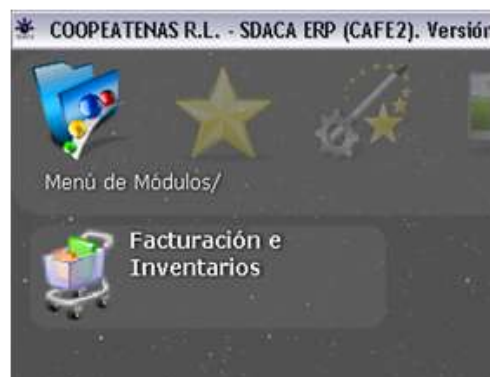 COOPEATENAS R.L. - SDACA ERP (CAFE2). Versión
Menú de Módulos/
Facturación e
Inventarios